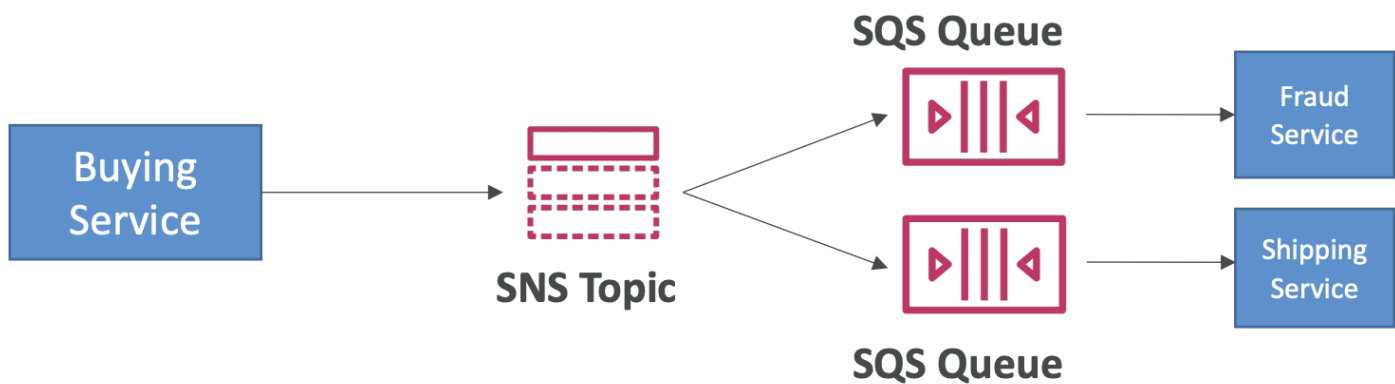 Buying
Service
SNS Topic
SQS Queue
SQS Queue
Fraud
Service
Shipping
Service